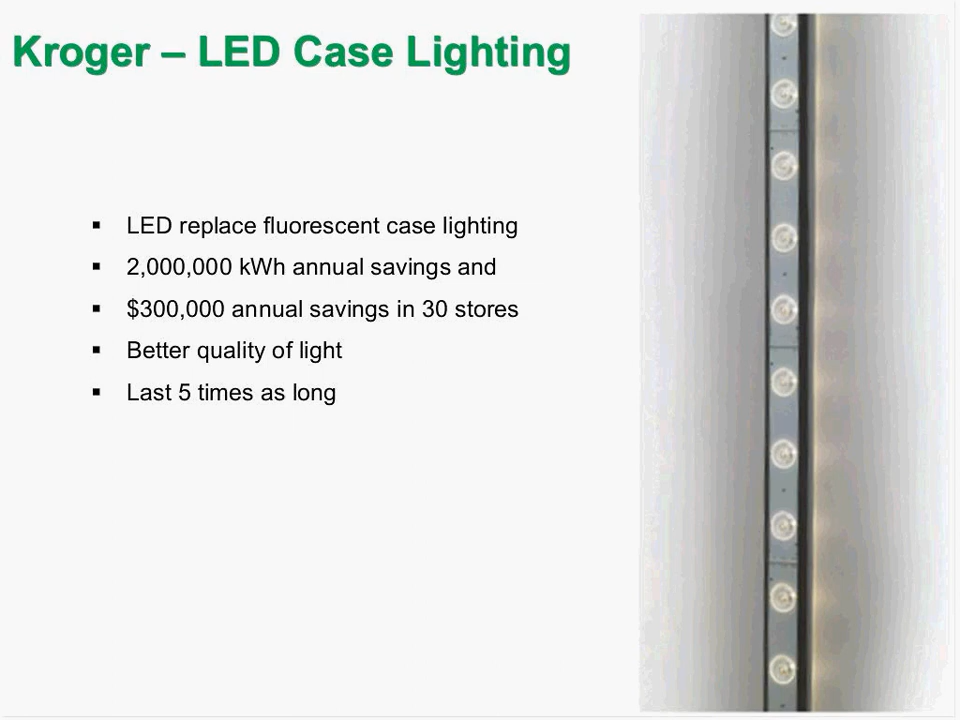 Kroger – LED Case Lighting
▪ LED replace fluorescent case lighting
▪ 2,000,000 kWh annual savings and
▪ $300,000 annual savings in 30 stores
▪ Better quality of light
▪ Last 5 times as long